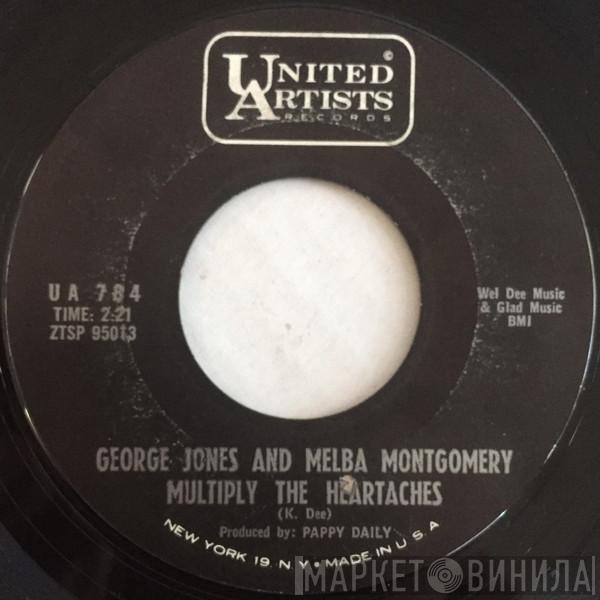 UNITED
ARTISTS
RECORDS
©
UA 784
TIME: 2:21
ZTSP 95013
Wel Dee Music
& Glad Music
BMI
GEORGE JONES AND MELBA MONTGOMERY
MULTIPLY THE HEARTACHES
(K. Dee)
Produced by: PAPPY DAILY
NEW YORK 19, N.Y. • MADE IN U.S.A
МАРКЕТ ВИНИЛА